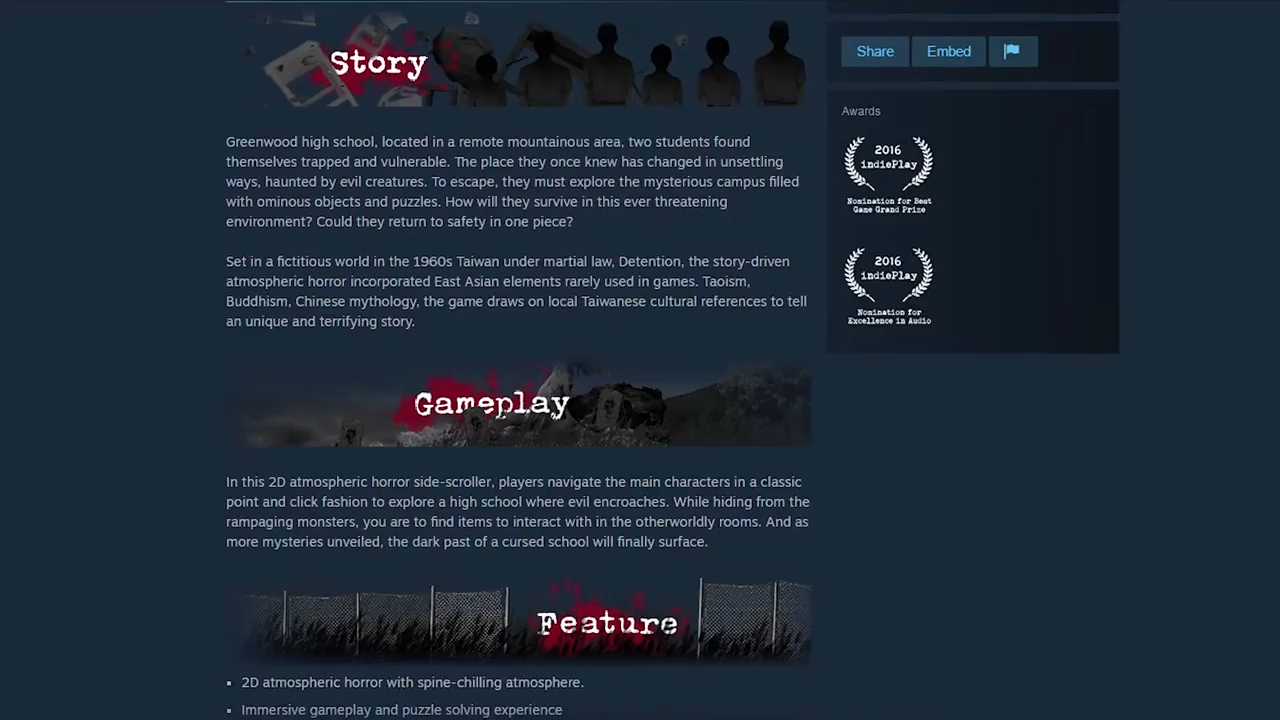 Story
Greenwood high school, located in a remote mountainous area, two students found
themselves trapped and vulnerable. The place they once knew has changed in unsettling
ways, haunted by evil creatures. To escape, they must explore the mysterious campus filled
with ominous objects and puzzles. How will they survive in this ever threatening
environment? Could they return to safety in one piece?
Set in a fictitious world in the 1960s Taiwan under martial law, Detention, the story-driven
atmospheric horror incorporated East Asian elements rarely used in games. Taoism,
Buddhism, Chinese mythology, the game draws on local Taiwanese cultural references to tell
an unique and terrifying story.
Gameplay
In this 2D atmospheric horror side-scroller, players navigate the main characters in a classic
point and click fashion to explore a high school where evil encroaches. While hiding from the
rampaging monsters, you are to find items to interact with in the otherworldly rooms. And as
more mysteries unveiled, the dark past of a cursed school will finally surface.
Feature
▪ 2D atmospheric horror with spine-chilling atmosphere.
▪ Immersive gameplay and puzzle solving experience
Share Embed
Awards
2016
indiePlay
Nomination for Best
Game Grand Prize
2016
indiePlay
Nomination for
Excellence in Audio